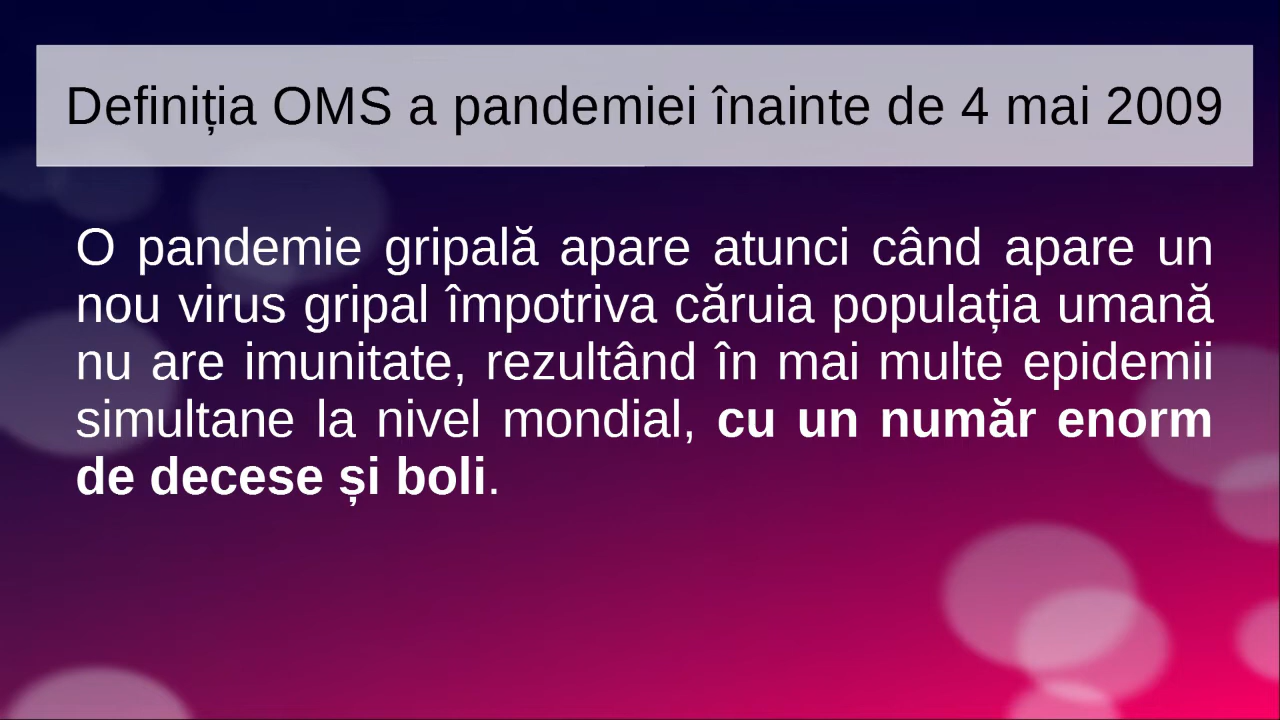 Definiția OMS a pandemiei înainte de 4 mai 2009
O pandemie gripală apare atunci când apare un
nou virus gripal împotriva căruia populația umană
nu are imunitate, rezultând în mai multe epidemii
simultane la nivel mondial, cu un număr enorm
de decese și boli.